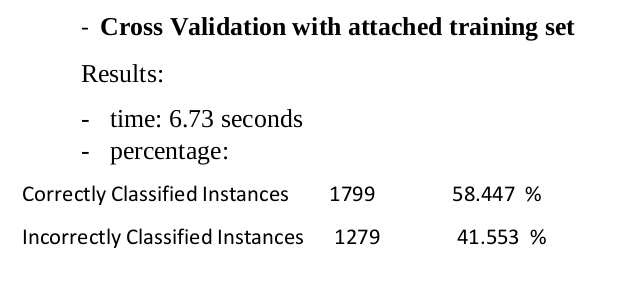 - Cross Validation with attached training set
Results:
- time: 6.73 seconds
- percentage:
Correctly Classified Instances 1799 58.447 %
Incorrectly Classified Instances 1279 41.553 %